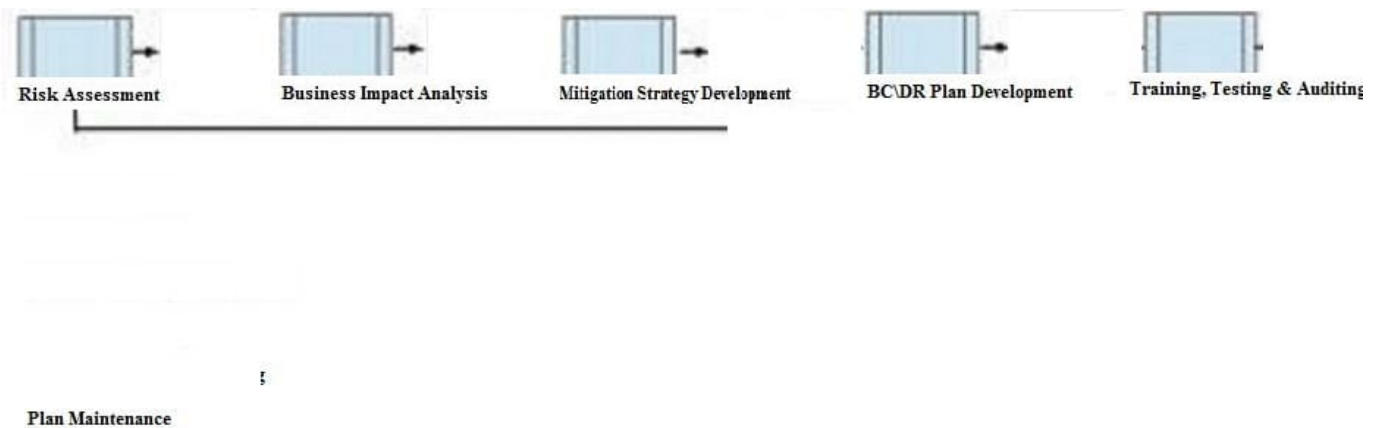 Risk Assessment
Business Impact Analysis
Mitigation Strategy Development
BC\DR Plan Development
Training, Testing & Auditing
g
Plan Maintenance